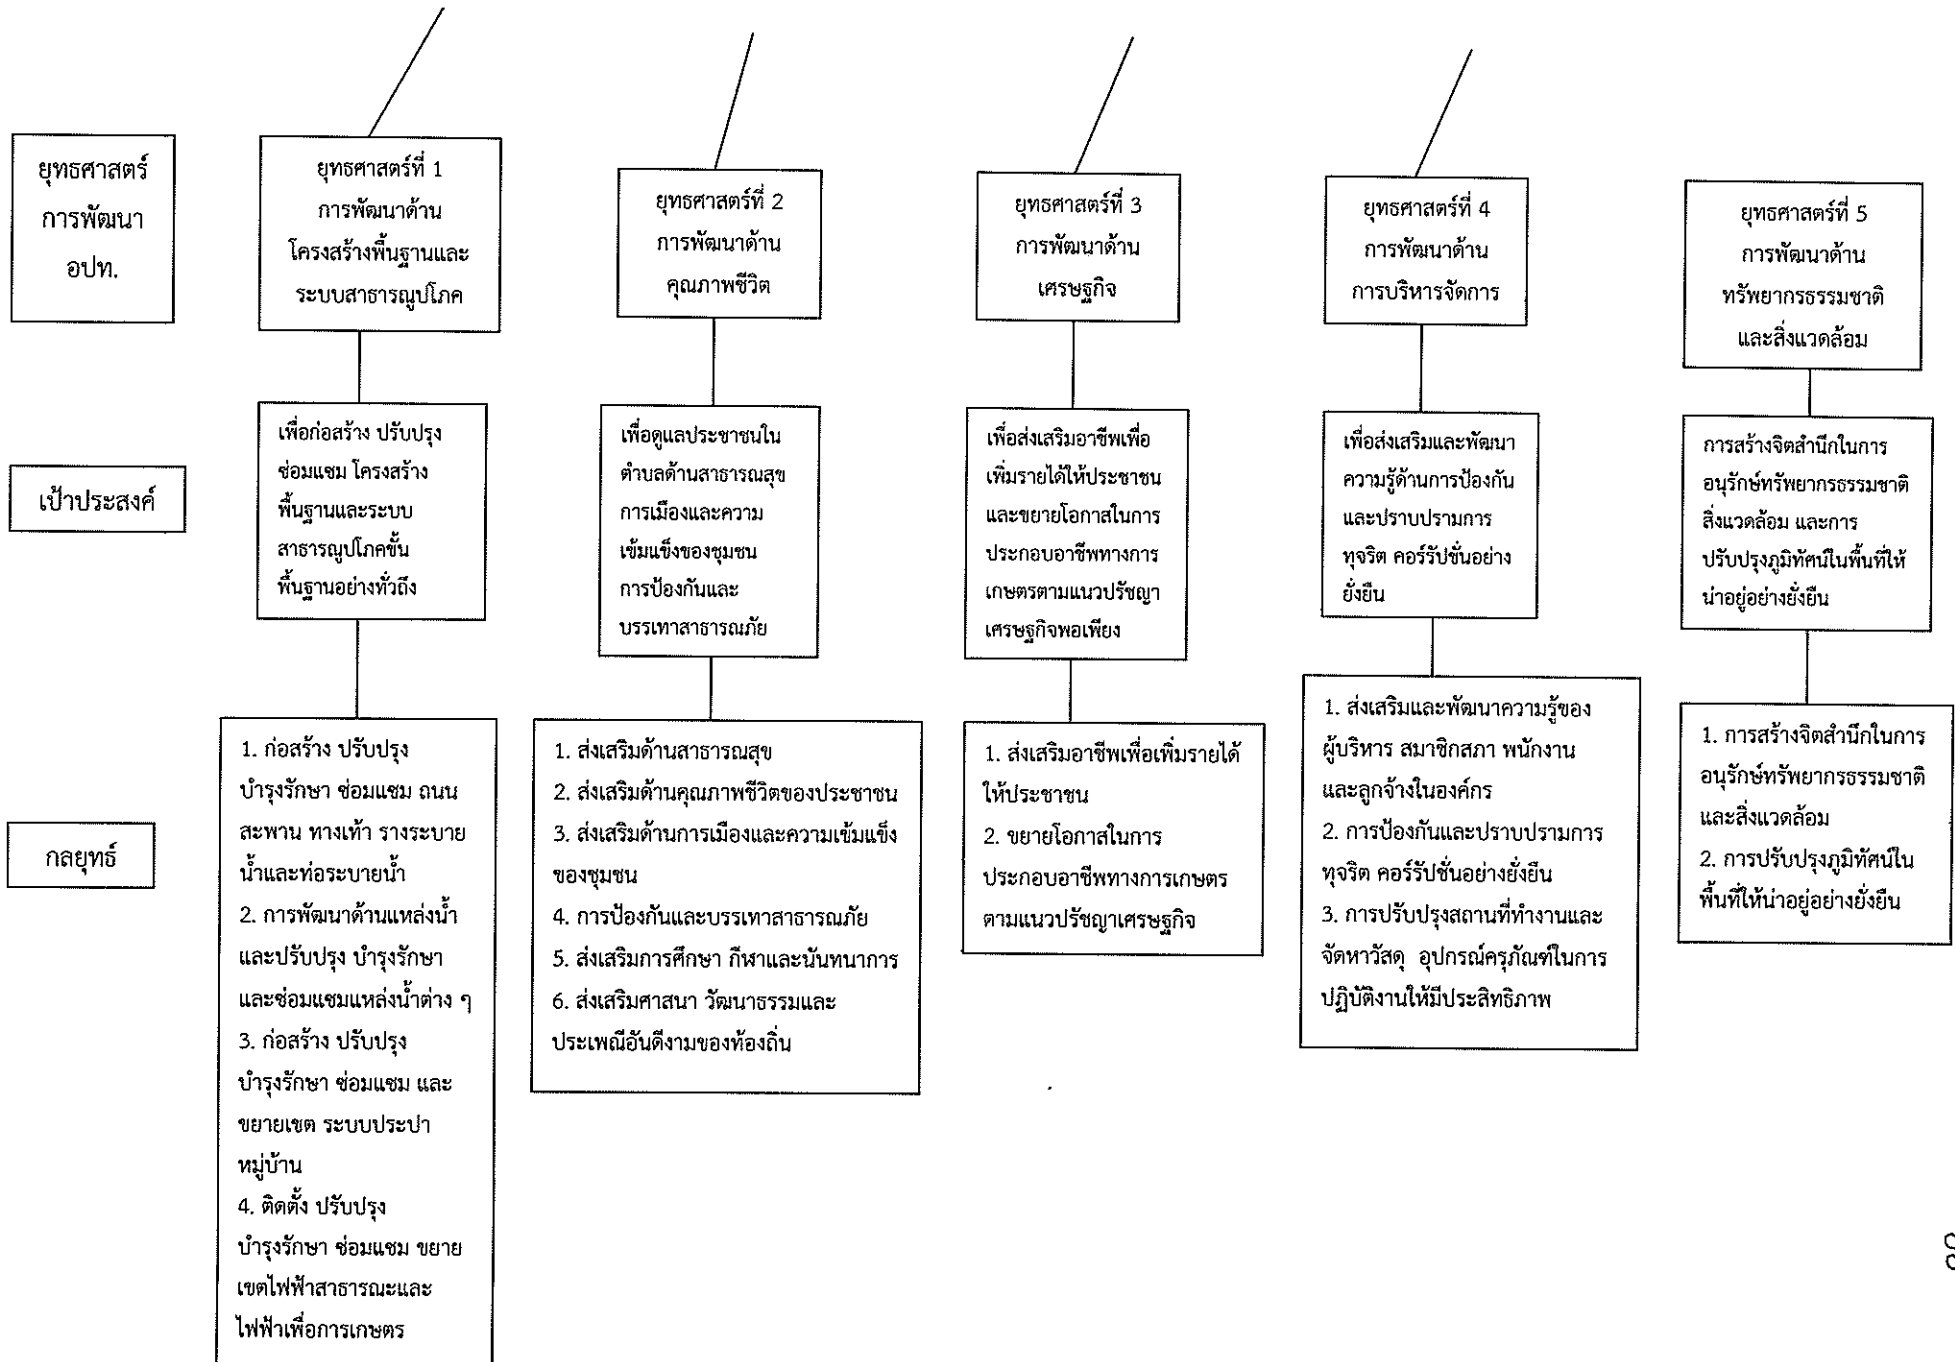 ยุทธศาสตร์
การพัฒนา
อปท.
ยุทธศาสตร์ที่ 1
การพัฒนาด้าน
โครงสร้างพื้นฐานและ
ระบบสาธารณูปโภค
ยุทธศาสตร์ที่ 2
การพัฒนาด้าน
คุณภาพชีวิต
ยุทธศาสตร์ที่ 3
การพัฒนาด้าน
เศรษฐกิจ
ยุทธศาสตร์ที่ 4
การพัฒนาด้าน
การบริหารจัดการ
ยุทธศาสตร์ที่ 5
การพัฒนาด้าน
ทรัพยากรธรรมชาติ
และสิ่งแวดล้อม
เป้าประสงค์
เพื่อก่อสร้าง ปรับปรุง
ซ่อมแซม โครงสร้าง
พื้นฐานและระบบ
สาธารณูปโภคขั้น
พื้นฐานอย่างทั่วถึง
เพื่อดูแลประชาชนใน
ตำบลด้านสาธารณสุข
การเมืองและความ
เข้มแข็งของชุมชน
การป้องกันและ
บรรเทาสาธารณภัย
เพื่อส่งเสริมอาชีพเพื่อ
เพิ่มรายได้ให้ประชาชน
และขยายโอกาสในการ
ประกอบอาชีพทางการ
เกษตรตามแนวปรัชญา
เศรษฐกิจพอเพียง
เพื่อส่งเสริมและพัฒนา
ความรู้ด้านการป้องกัน
และปราบปรามการ
ทุจริต คอร์รัปชั่นอย่าง
ยั่งยืน
การสร้างจิตสำนึกในการ
อนุรักษ์ทรัพยากรธรรมชาติ
สิ่งแวดล้อม และการ
ปรับปรุงภูมิทัศน์ในพื้นที่ให้
น่าอยู่อย่างยั่งยืน
กลยุทธ์
1. ก่อสร้าง ปรับปรุง
บำรุงรักษา ซ่อมแซม ถนน
สะพาน ทางเท้า รางระบาย
น้ำและท่อระบายน้ำ
2. การพัฒนาด้านแหล่งน้ำ
และปรับปรุง บำรุงรักษา
และซ่อมแซมแหล่งน้ำต่าง ๆ
3. ก่อสร้าง ปรับปรุง
บำรุงรักษา ซ่อมแซม และ
ขยายเขต ระบบประปา
หมู่บ้าน
4. ติดตั้ง ปรับปรุง
บำรุงรักษา ซ่อมแซม ขยาย
เขตไฟฟ้าสาธารณะและ
ไฟฟ้าเพื่อการเกษตร
1. ส่งเสริมด้านสาธารณสุข
2. ส่งเสริมด้านคุณภาพชีวิตของประชาชน
3. ส่งเสริมด้านการเมืองและความเข้มแข็ง
ของชุมชน
4. การป้องกันและบรรเทาสาธารณภัย
5. ส่งเสริมการศึกษา กีฬาและนันทนาการ
6. ส่งเสริมศาสนา วัฒนาธรรมและ
ประเพณีอันดีงามของท้องถิ่น
1. ส่งเสริมอาชีพเพื่อเพิ่มรายได้
ให้ประชาชน
2. ขยายโอกาสในการ
ประกอบอาชีพทางการเกษตร
ตามแนวปรัชญาเศรษฐกิจ
1. ส่งเสริมและพัฒนาความรู้ของ
ผู้บริหาร สมาชิกสภา พนักงาน
และลูกจ้างในองค์กร
2. การป้องกันและปราบปรามการ
ทุจริต คอร์รัปชั่นอย่างยั่งยืน
3. การปรับปรุงสถานที่ทำงานและ
จัดหาวัสดุ อุปกรณ์ครุภัณฑ์ในการ
ปฏิบัติงานให้มีประสิทธิภาพ
1. การสร้างจิตสำนึกในการ
อนุรักษ์ทรัพยากรธรรมชาติ
และสิ่งแวดล้อม
2. การปรับปรุงภูมิทัศน์ใน
พื้นที่ให้น่าอยู่อย่างยั่งยืน